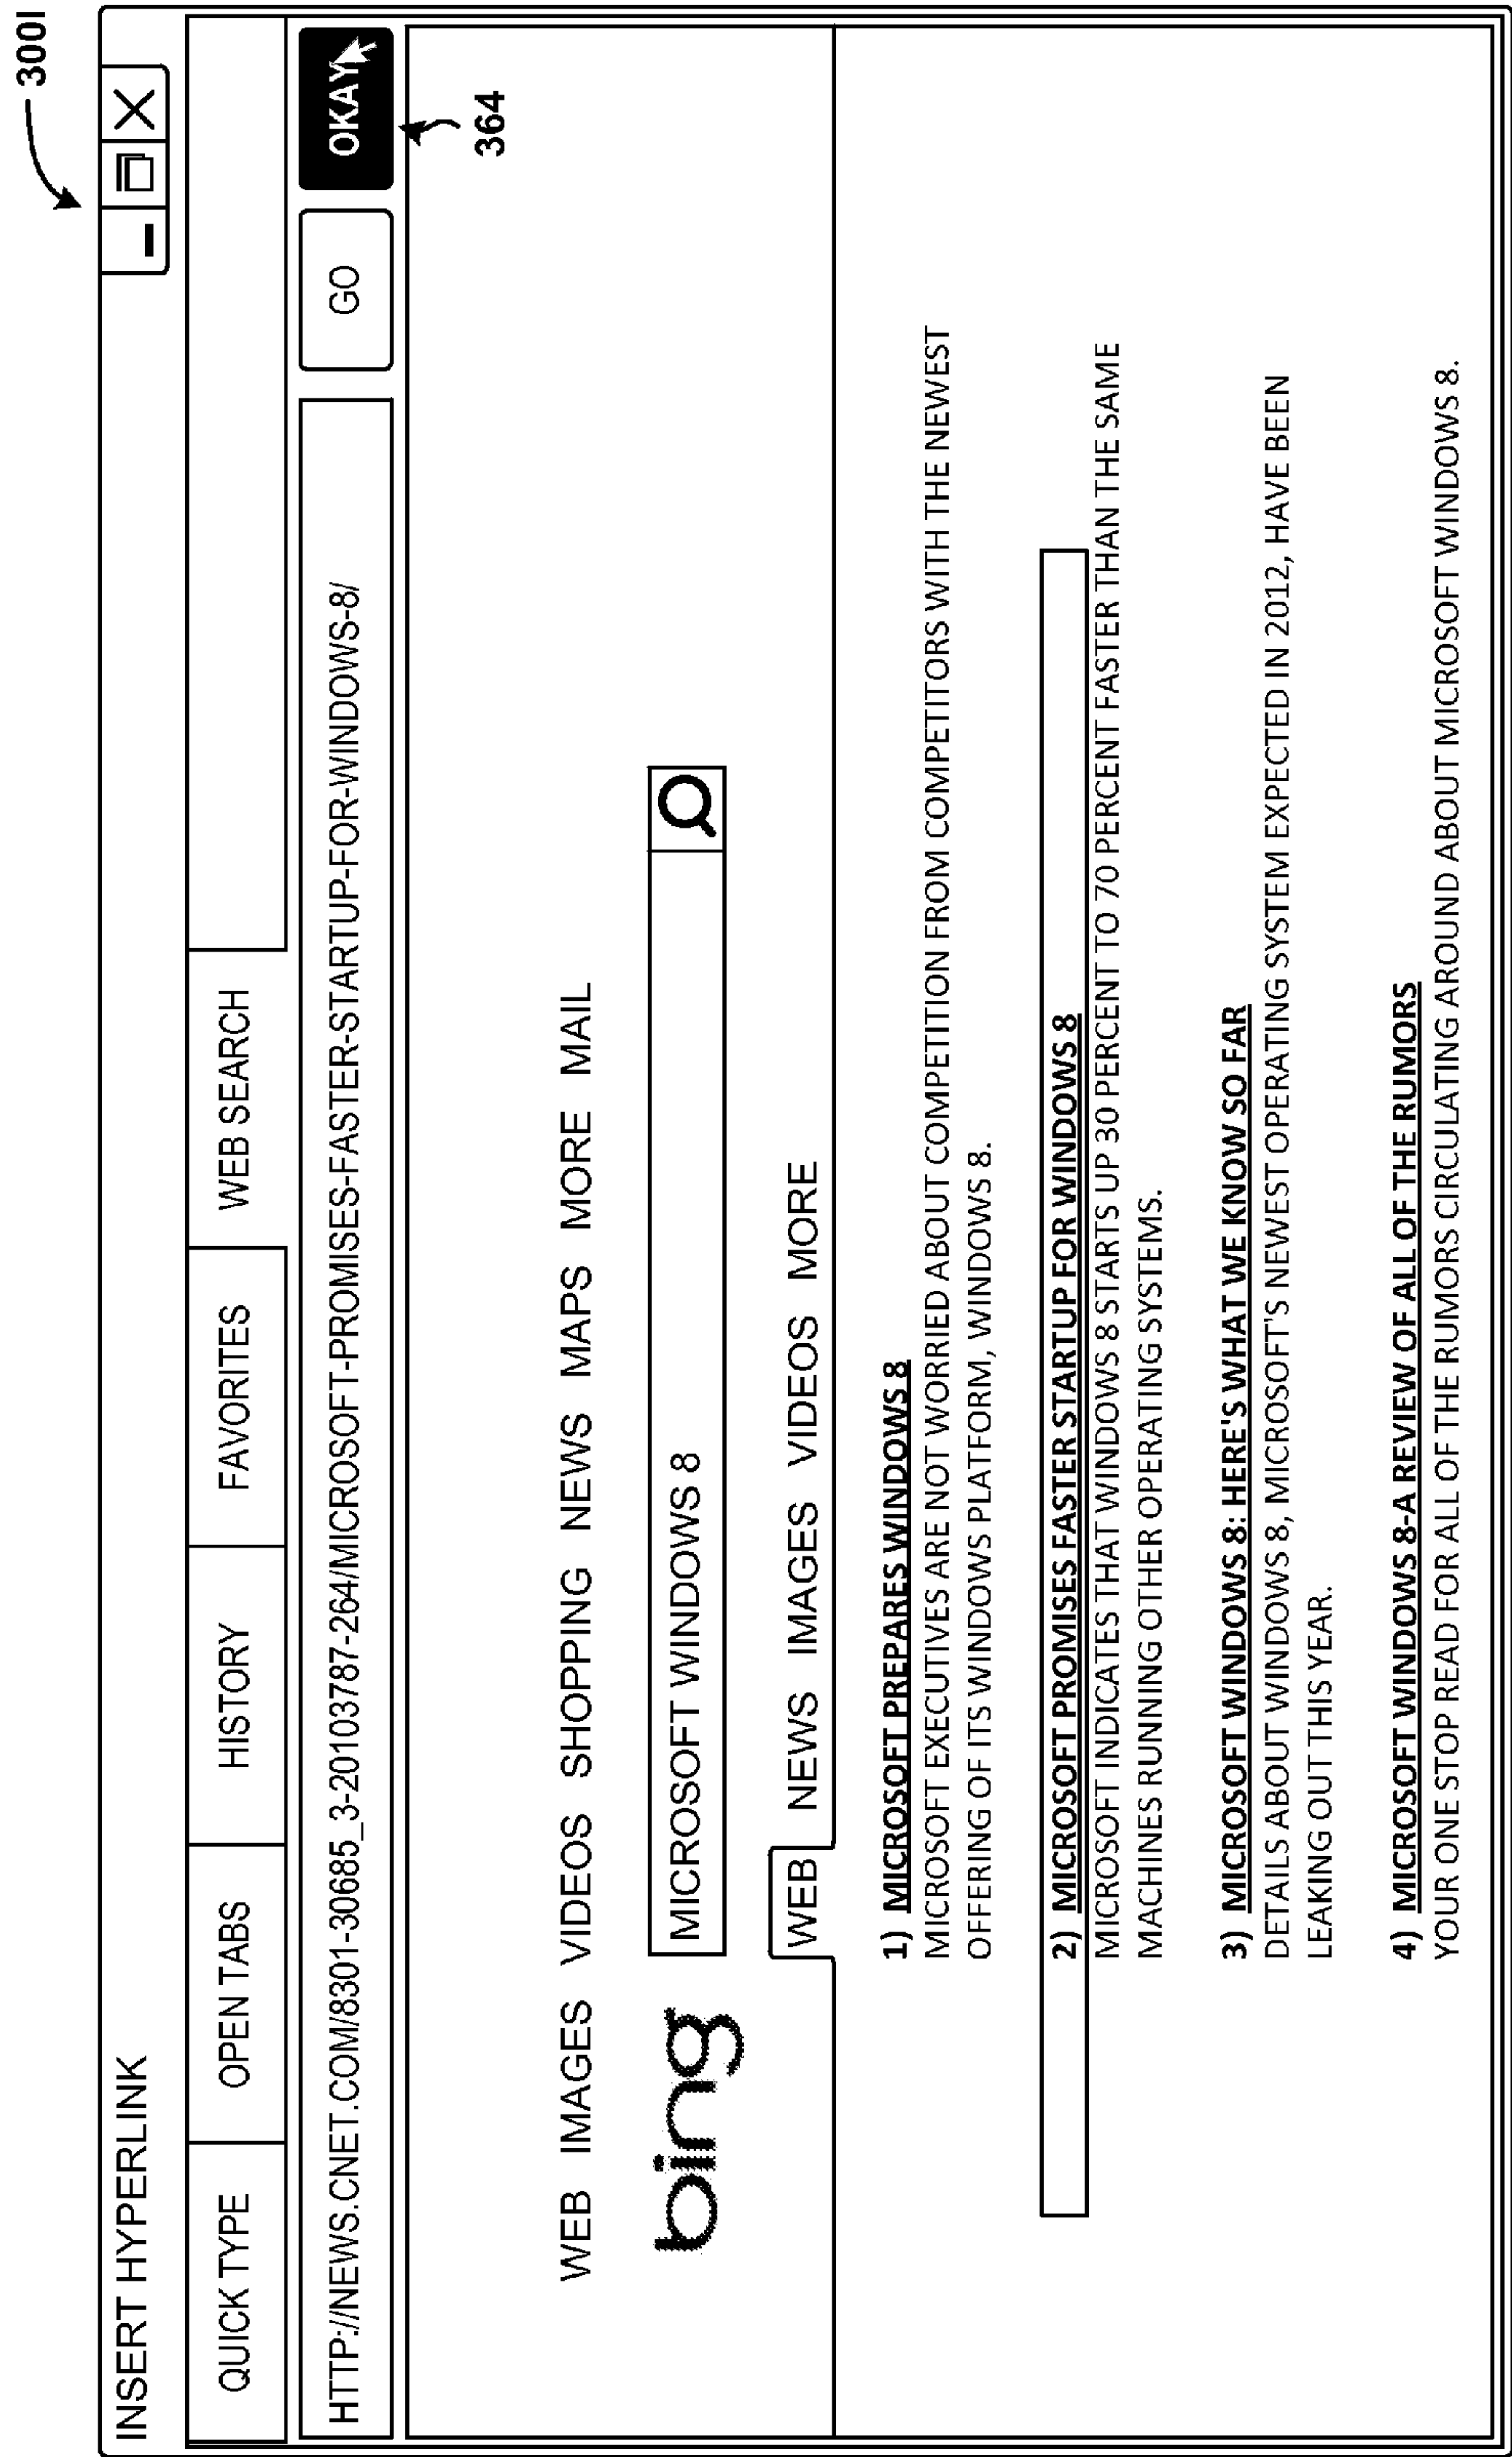 300I
INSERT HYPERLINK
QUICK TYPE OPEN TABS HISTORY FAVORITES WEB SEARCH
HTTP://NEWS.CNET.COM/8301-30685_3-20103787-264/MICROSOFT-PROMISES-FASTER-STARTUP-FOR-WINDOWS-8/ GO OKAY
364
WEB IMAGES VIDEOS SHOPPING NEWS MAPS MORE MAIL
bing MICROSOFT WINDOWS 8
WEB NEWS IMAGES VIDEOS MORE
1) MICROSOFT PREPARES WINDOWS 8
MICROSOFT EXECUTIVES ARE NOT WORRIED ABOUT COMPETITION FROM COMPETITORS WITH THE NEWEST
OFFERING OF ITS WINDOWS PLATFORM, WINDOWS 8.
2) MICROSOFT PROMISES FASTER STARTUP FOR WINDOWS 8
MICROSOFT INDICATES THAT WINDOWS 8 STARTS UP 30 PERCENT TO 70 PERCENT FASTER THAN THE SAME
MACHINES RUNNING OTHER OPERATING SYSTEMS.
3) MICROSOFT WINDOWS 8: HERE'S WHAT WE KNOW SO FAR
DETAILS ABOUT WINDOWS 8, MICROSOFT'S NEWEST OPERATING SYSTEM EXPECTED IN 2012, HAVE BEEN
LEAKING OUT THIS YEAR.
4) MICROSOFT WINDOWS 8-A REVIEW OF ALL OF THE RUMORS
YOUR ONE STOP READ FOR ALL OF THE RUMORS CIRCULATING AROUND ABOUT MICROSOFT WINDOWS 8.